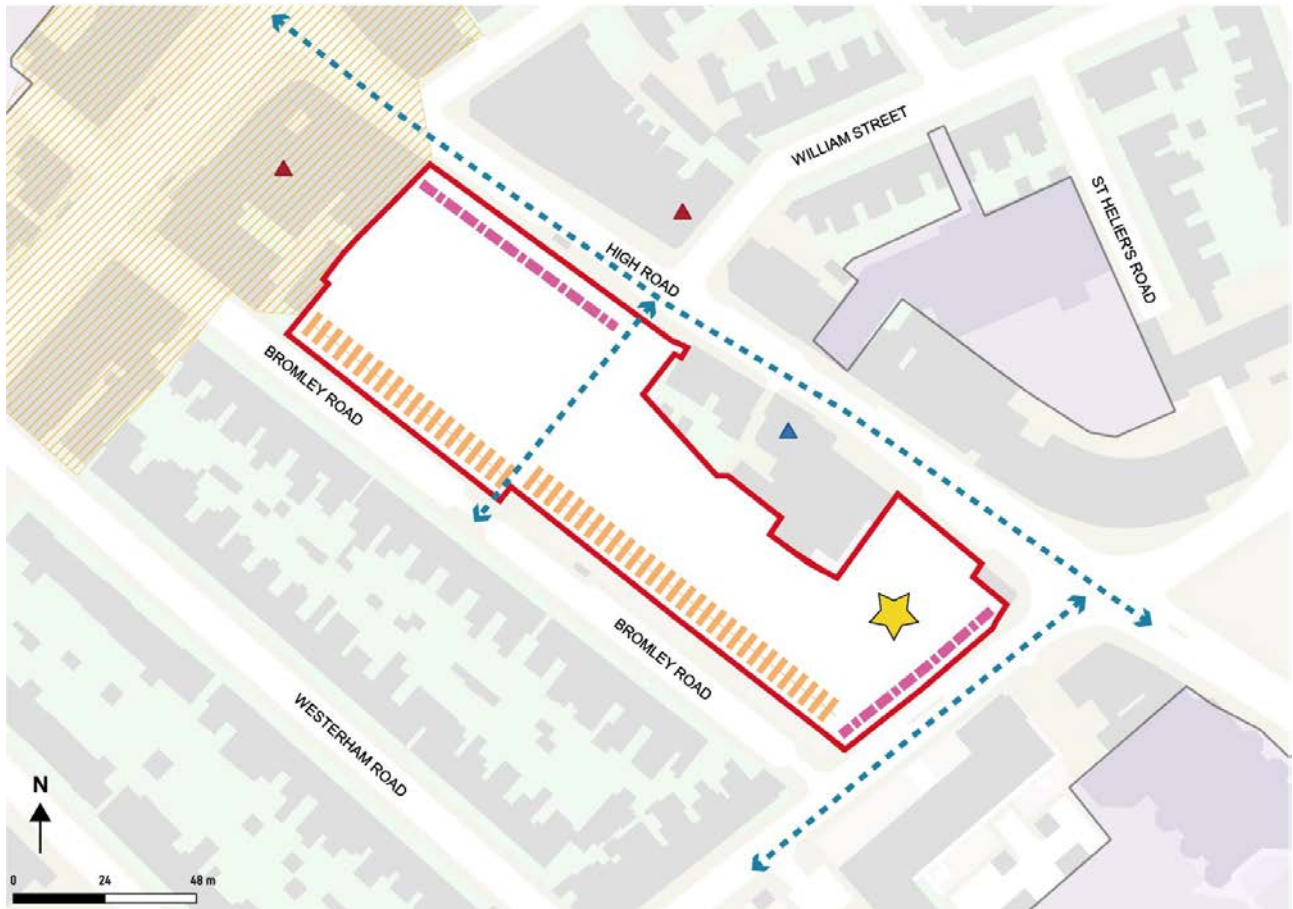 WILLIAM STREET
ST HELIER'S ROAD
HIGH ROAD
BROMLEY ROAD
BROMLEY ROAD
WESTERHAM ROAD
N
0 24 48 m